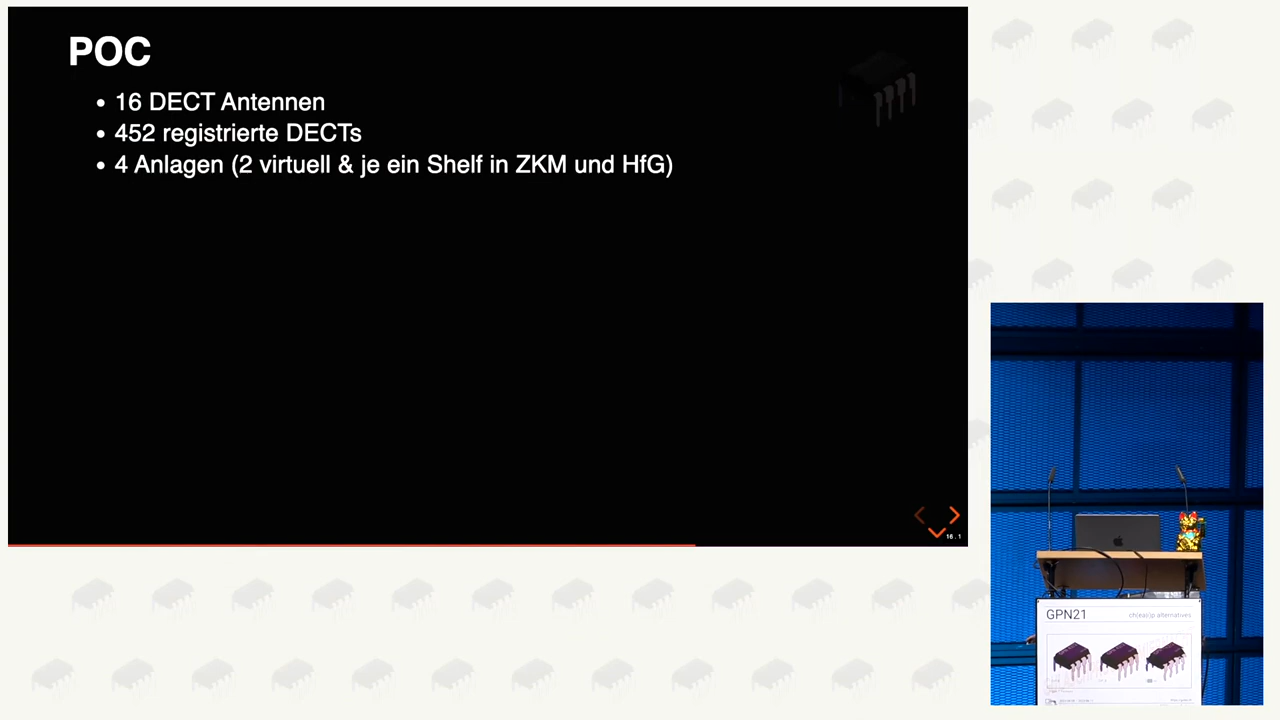 POC
• 16 DECT Antennen
• 452 registrierte DECTs
• 4 Anlagen (2 virtuell & je ein Shelf in ZKM und HfG)
16.1
GPN21
ch(ea)p alternatives